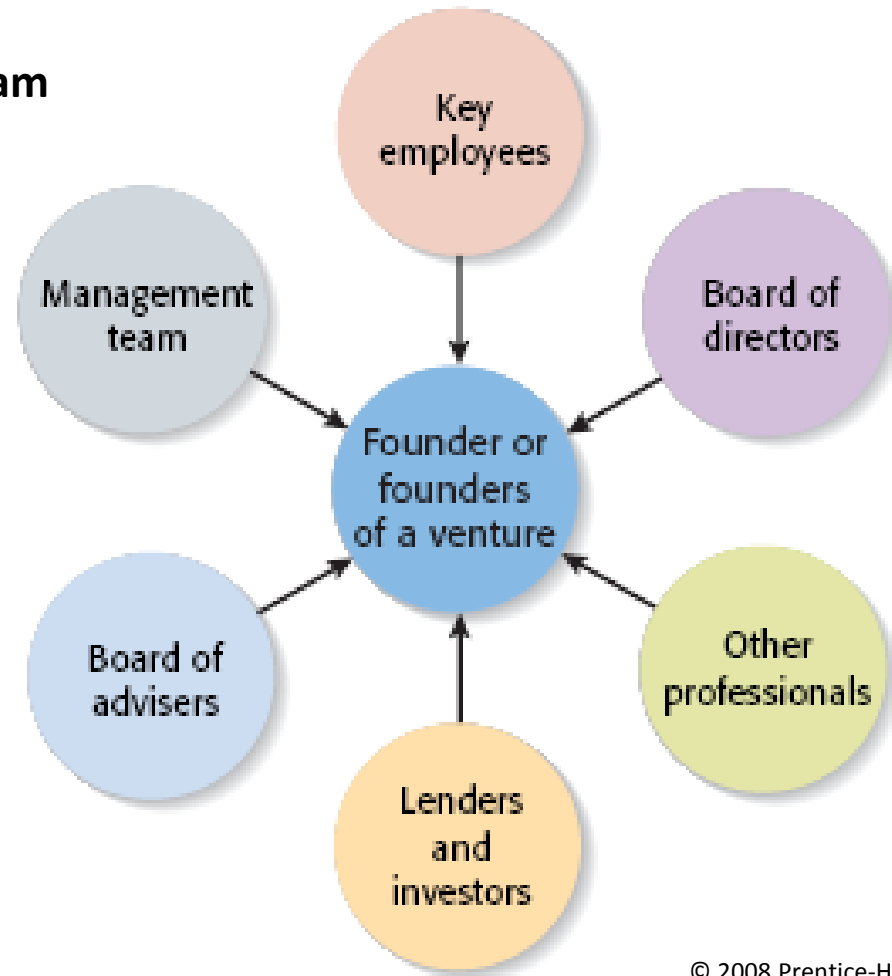 Key
employees
Management
team
Board of
directors
Founder or
founders
of a venture
Board of
advisers
Other
professionals
Lenders
and
investors
© 2008 Prentice-H